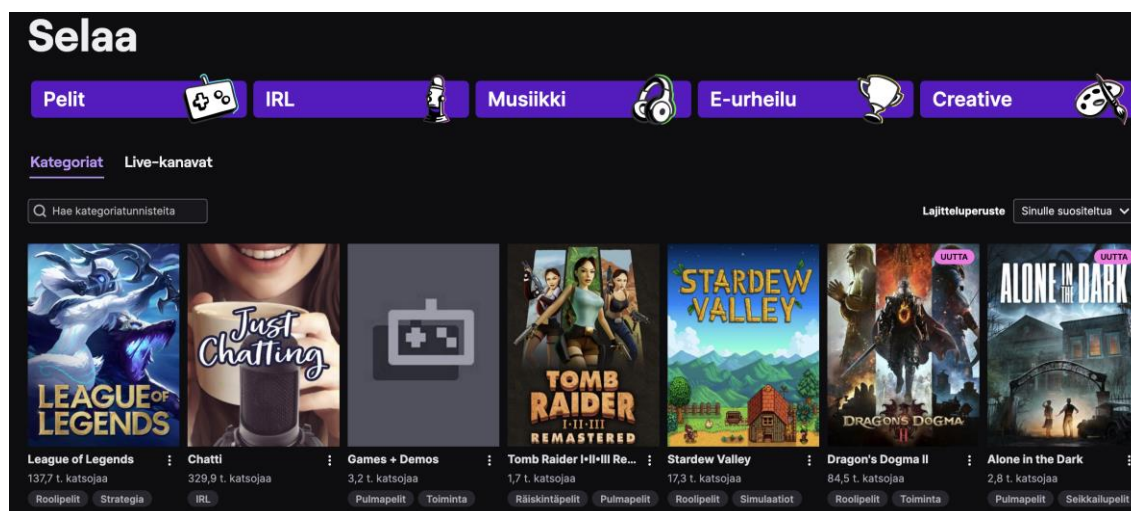 Selaa
Pelit IRL Musiikki E-urheilu Creative
Kategoriat Live-kanavat
Hae kategoriatunnisteita Lajitteluperuste Sinulle suositeltua
UUTTA UUTTA
STARDEW VALLEY
ALONE IN THE DARK
Just Chatting
LEAGUE OF LEGENDS
TOMB RAIDER
I·II·III
REMASTERED
DRAGON'S DOGMA II
League of Legends Chatti Games + Demos Tomb Raider I•II•III Re... Stardew Valley Dragon's Dogma II Alone in the Dark
137,7 t. katsojaa 329,9 t. katsojaa 3,2 t. katsojaa 1,7 t. katsojaa 17,3 t. katsojaa 84,5 t. katsojaa 2,8 t. katsojaa
Roolipelit Strategia IRL Pulmapelit Toiminta Räiskintäpelit Pulmapelit Roolipelit Simulaatiot Roolipelit Toiminta Pulmapelit Seikkailupelit